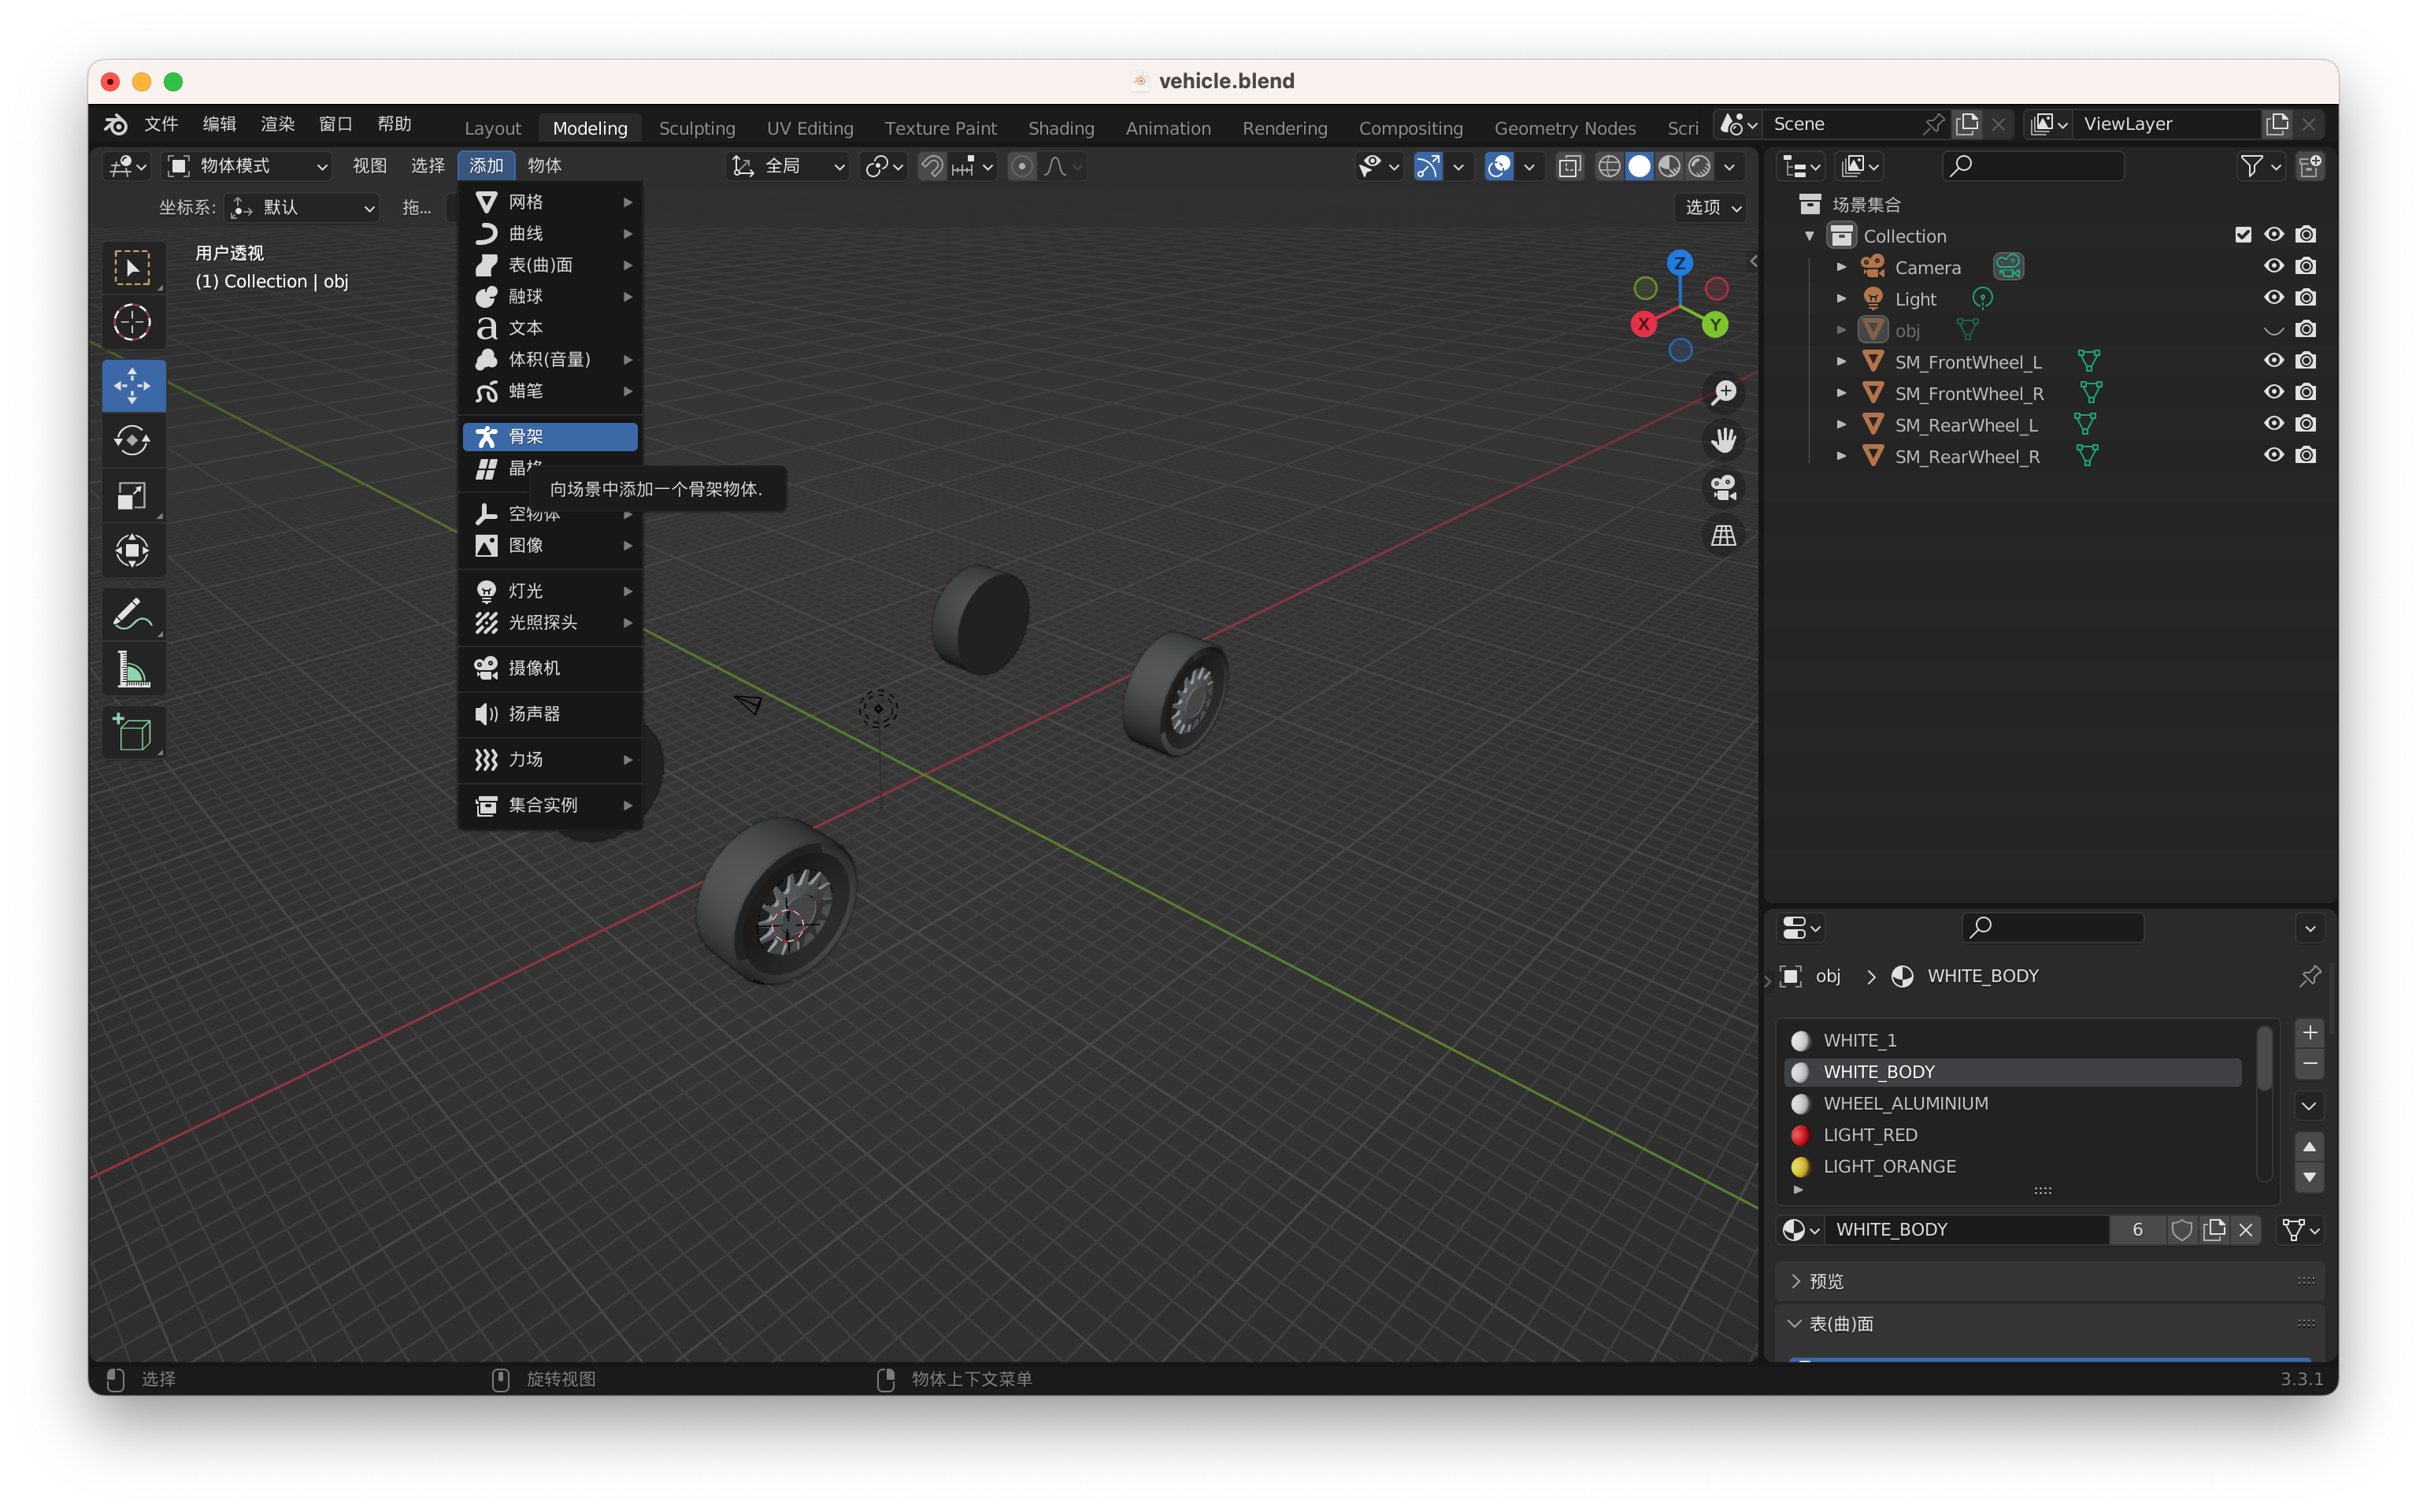 vehicle.blend
文件 编辑 渲染 窗口 帮助 Layout Modeling Sculpting UV Editing Texture Paint Shading Animation Rendering Compositing Geometry Nodes Scri Scene ViewLayer
物体模式 视图 选择 添加 物体 全局
坐标系: 默认 拖... 选项
用户透视
(1) Collection | obj
网格
曲线
表(曲)面
融球
文本
体积(音量)
蜡笔
骨架
晶格
向场景中添加一个骨架物体.
空物体
图像
灯光
光照探头
摄像机
扬声器
力场
集合实例
Z
X
Y
场景集合
Collection
Camera
Light
obj
SM_FrontWheel_L
SM_FrontWheel_R
SM_RearWheel_L
SM_RearWheel_R
obj WHITE_BODY
WHITE_1
WHITE_BODY
WHEEL_ALUMINIUM
LIGHT_RED
LIGHT_ORANGE
WHITE_BODY 6
预览
表(曲)面
选择 旋转视图 物体上下文菜单 3.3.1